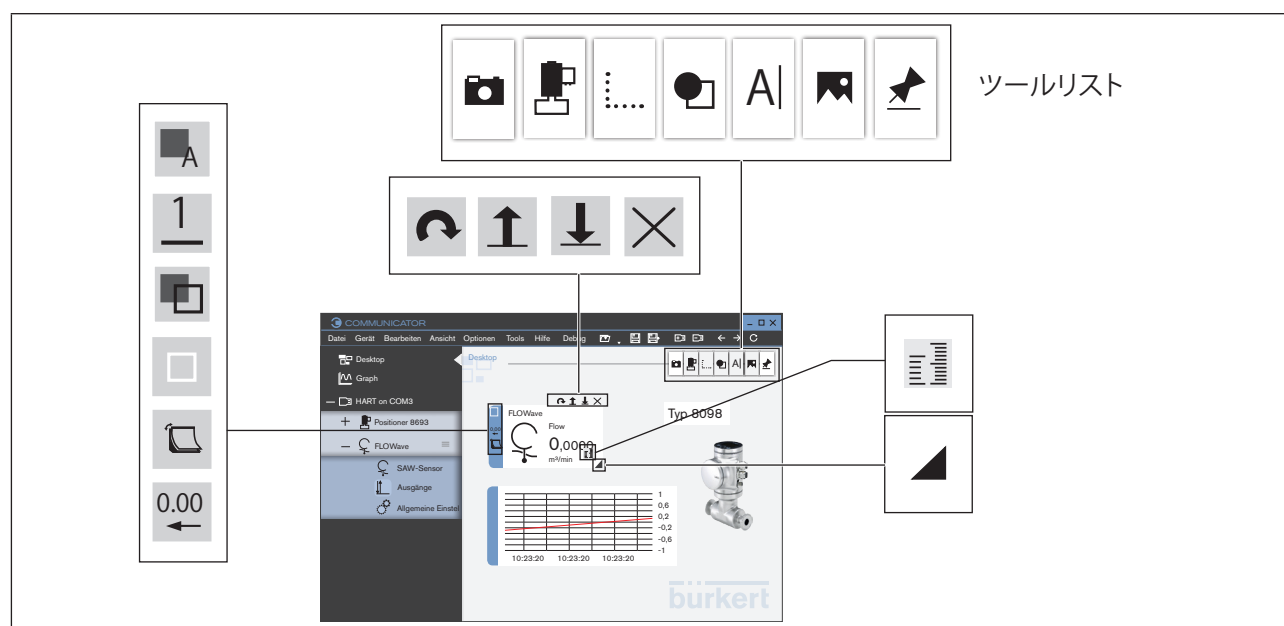 A|
ツールリスト
A
1
0.00
COMMUNICATOR
Datei Gerät Bearbeiten Ansicht Optionen Tools Hilfe Debug
Desktop
Graph
HART on COM3
Positioner 8693
FLOWave
SAW-Sensor
Ausgänge
Allgemeine Einstel
Desktop
A|
0.00
FLOWave
Flow
0,0000
m³/min
Typ 8098
1
0,6
0,2
-0,2
-0,6
-1
10:23:20 10:23:20 10:23:20
bürkert